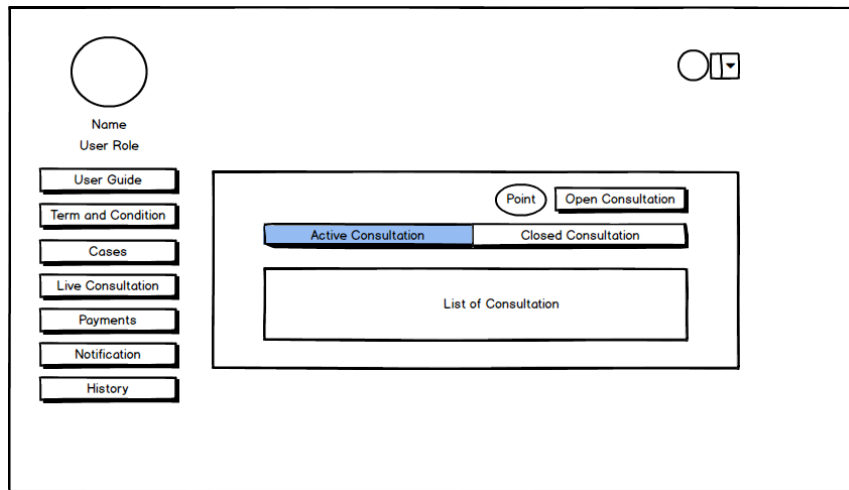 Name
User Role
User Guide
Term and Condition
Cases
Live Consultation
Payments
Notification
History
Point
Open Consultation
Active Consultation
Closed Consultation
List of Consultation